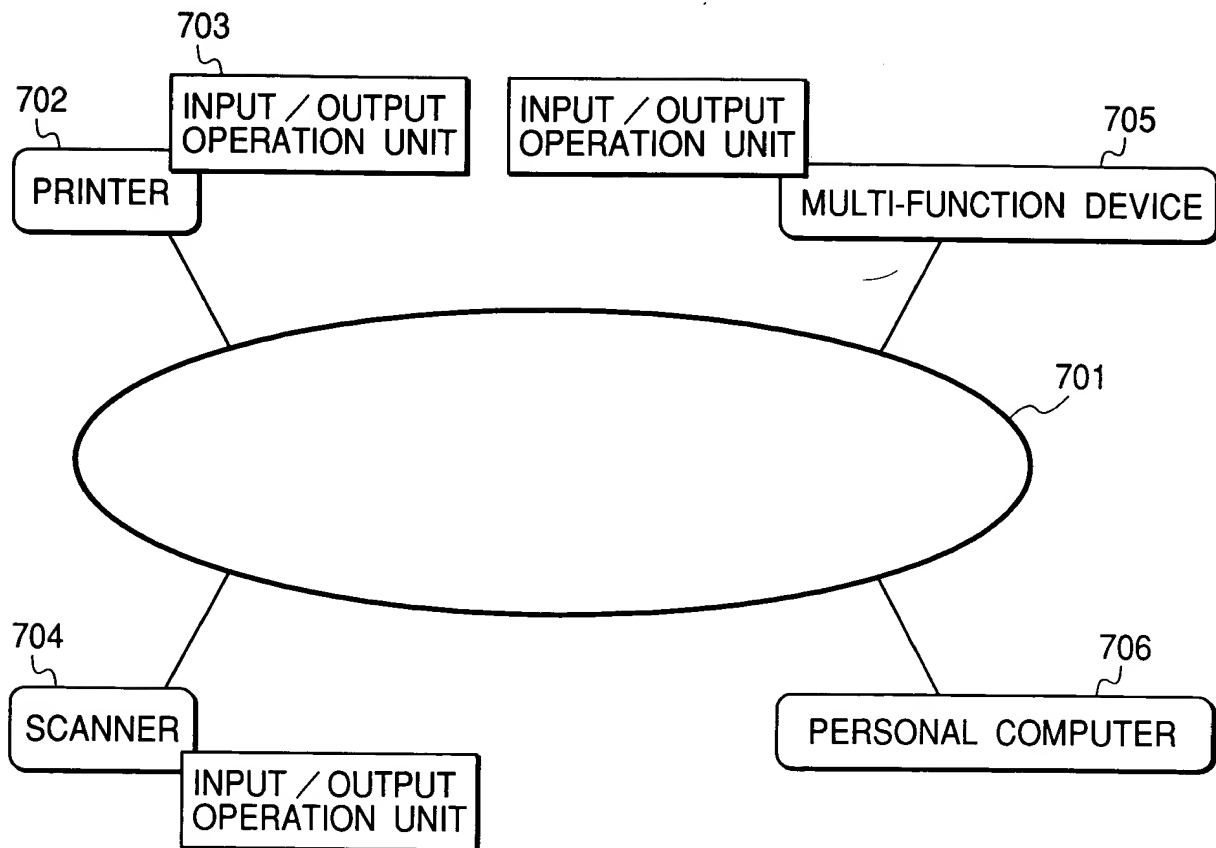 703
INPUT / OUTPUT
OPERATION UNIT
702
PRINTER
INPUT / OUTPUT
OPERATION UNIT
705
MULTI-FUNCTION DEVICE
701
704
SCANNER
INPUT / OUTPUT
OPERATION UNIT
706
PERSONAL COMPUTER